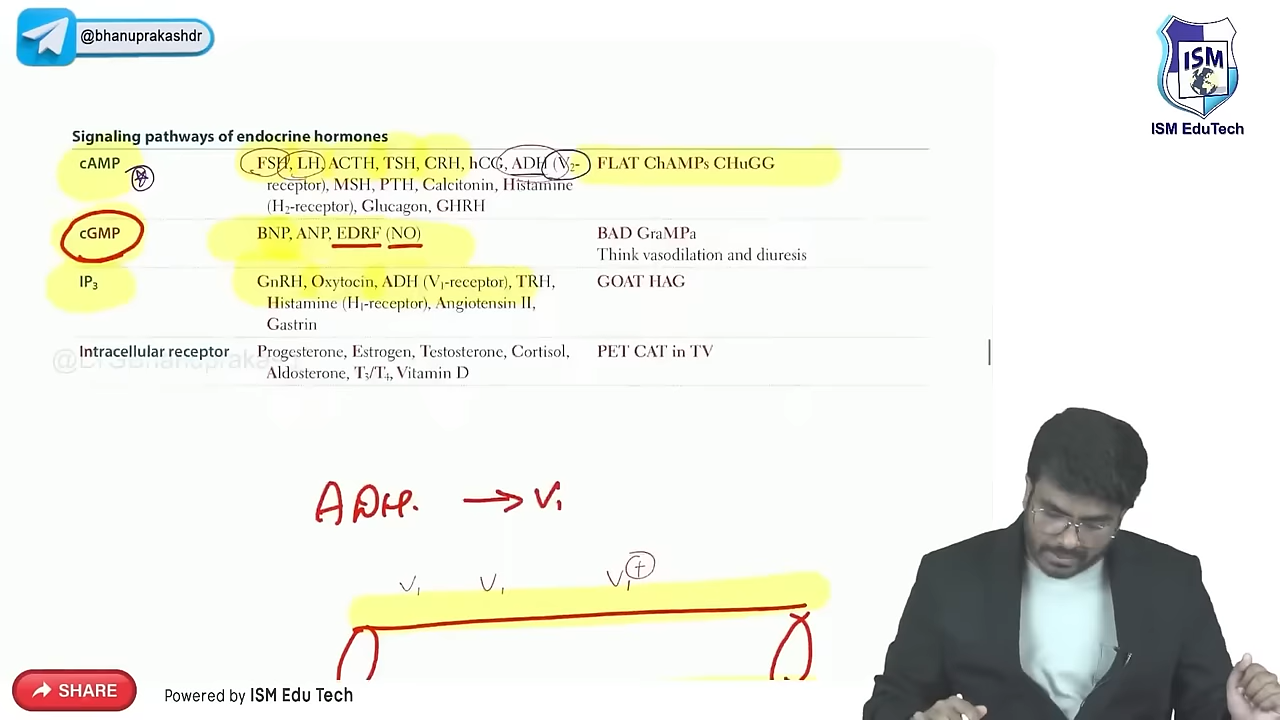 @bhanuprakashdr
ISM
ISM EduTech
Signaling pathways of endocrine hormones
cAMP
FSH, LH, ACTH, TSH, CRH, hCG, ADH (V₂-
receptor), MSH, PTH, Calcitonin, Histamine
(H₂-receptor), Glucagon, GHRH
FLAT ChAMPs CHuGG
cGMP
BNP, ANP, EDRF (NO)
BAD GraMPa
Think vasodilation and diuresis
IP₃
GnRH, Oxytocin, ADH (V₁-receptor), TRH,
Histamine (H₁-receptor), Angiotensin II,
Gastrin
GOAT HAG
Intracellular receptor
Progesterone, Estrogen, Testosterone, Cortisol,
Aldosterone, T₃/T₄, Vitamin D
PET CAT in TV
ADH. → V₁
V₁ V₁ V₁ +
SHARE
Powered by ISM Edu Tech